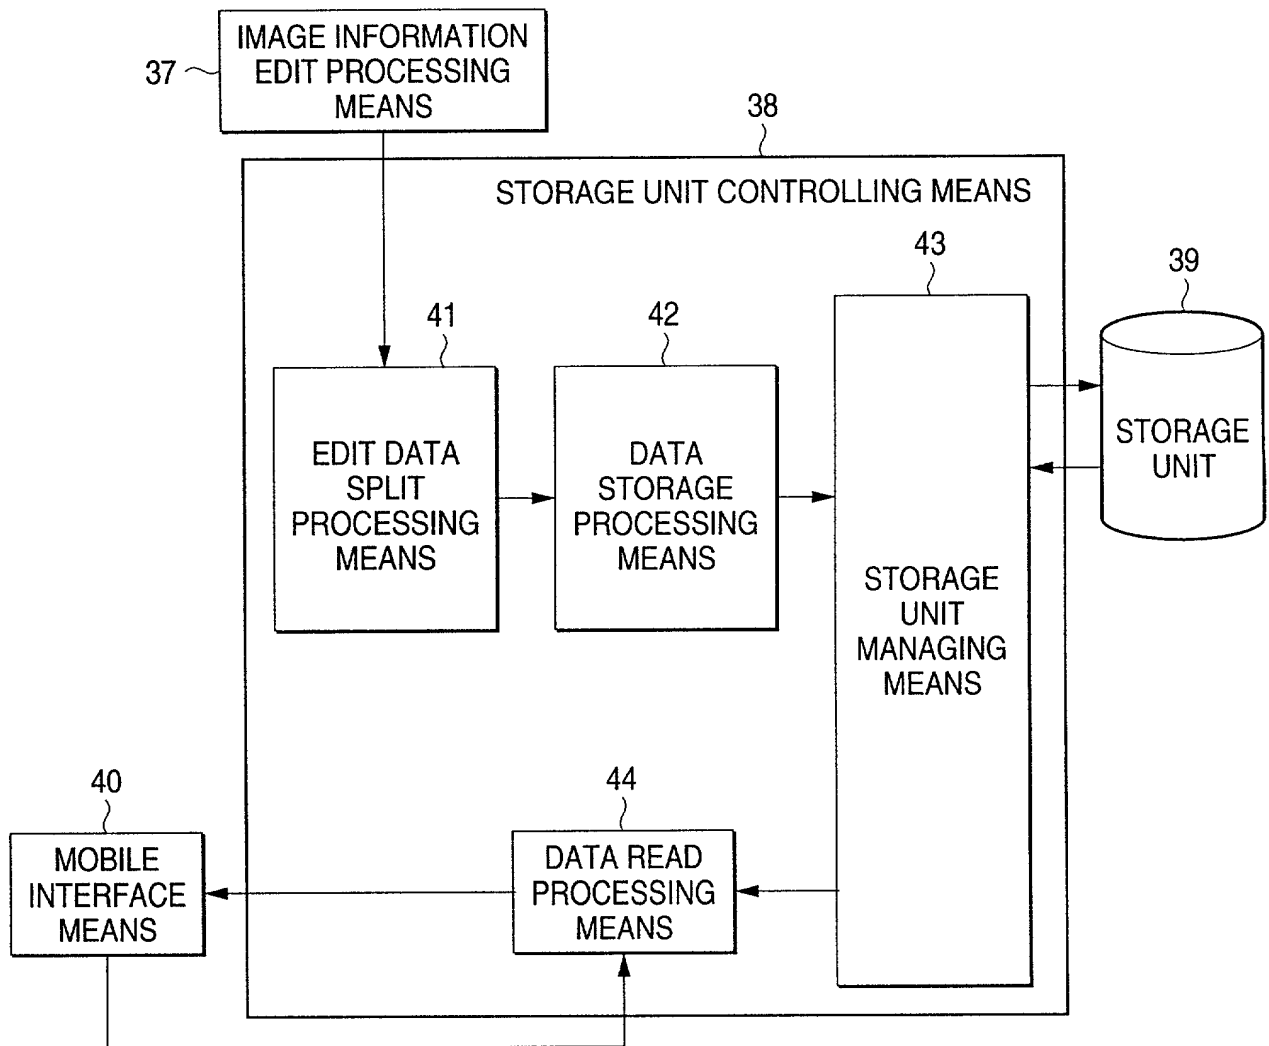 IMAGE INFORMATION
EDIT PROCESSING
MEANS
37
38
STORAGE UNIT CONTROLLING MEANS
43
39
41
42
EDIT DATA
SPLIT
PROCESSING
MEANS
DATA
STORAGE
PROCESSING
MEANS
STORAGE
UNIT
MANAGING
MEANS
STORAGE
UNIT
40
44
MOBILE
INTERFACE
MEANS
DATA READ
PROCESSING
MEANS